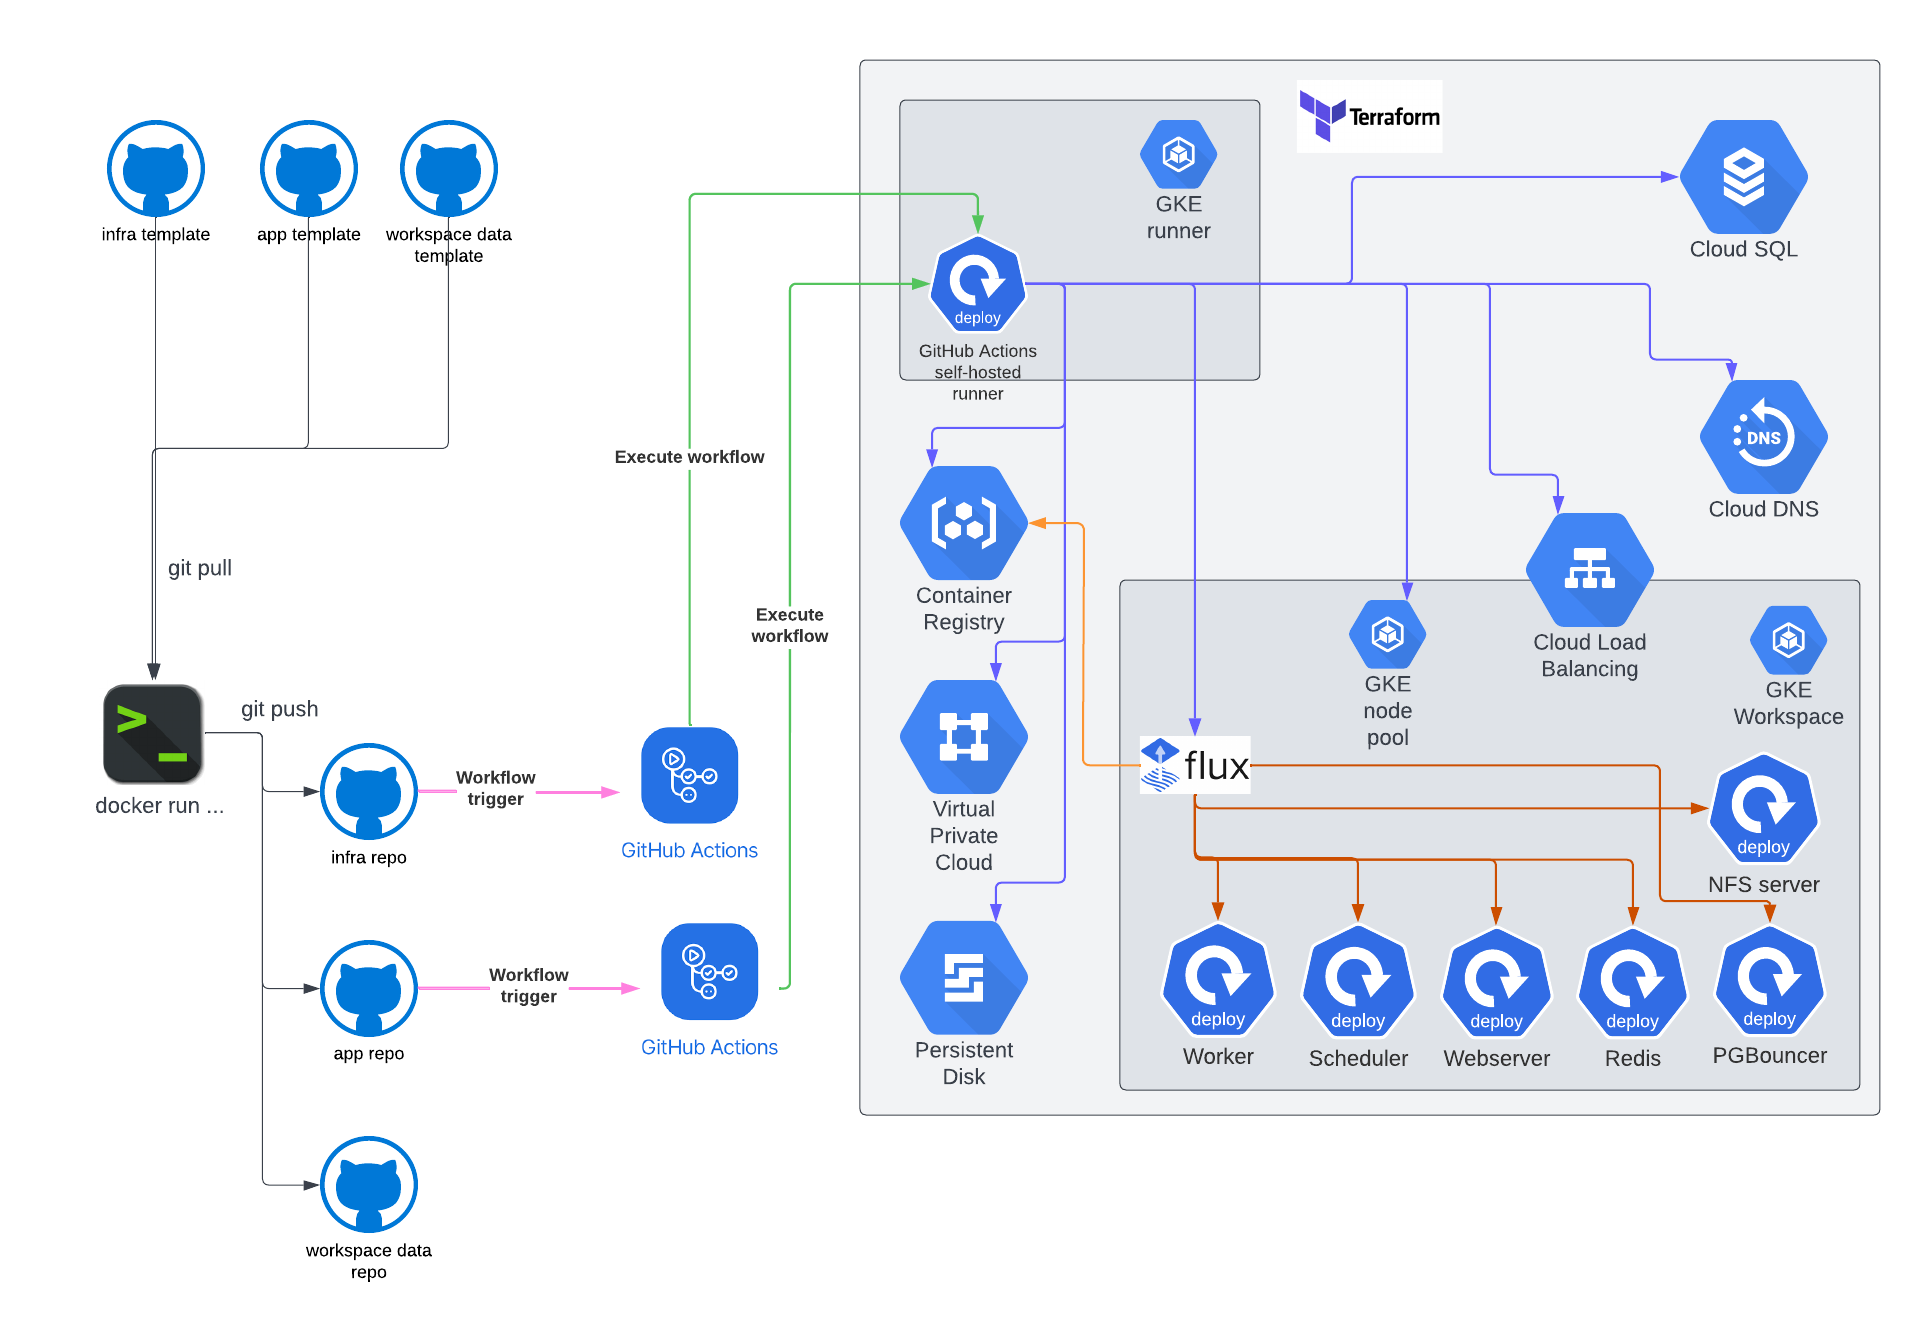 infra template
app template
workspace data
template
git pull
git push
docker run ...
infra repo
app repo
workspace data
repo
Workflow
trigger
Workflow
trigger
GitHub Actions
GitHub Actions
Execute workflow
Execute
workflow
Terraform
GKE
runner
deploy
GitHub Actions
self-hosted
runner
Cloud SQL
DNS
Cloud DNS
Container
Registry
Virtual
Private
Cloud
Persistent
Disk
Cloud Load
Balancing
GKE
node
pool
GKE
Workspace
flux
deploy
NFS server
deploy
Worker
deploy
Scheduler
deploy
Webserver
deploy
Redis
deploy
PGBouncer